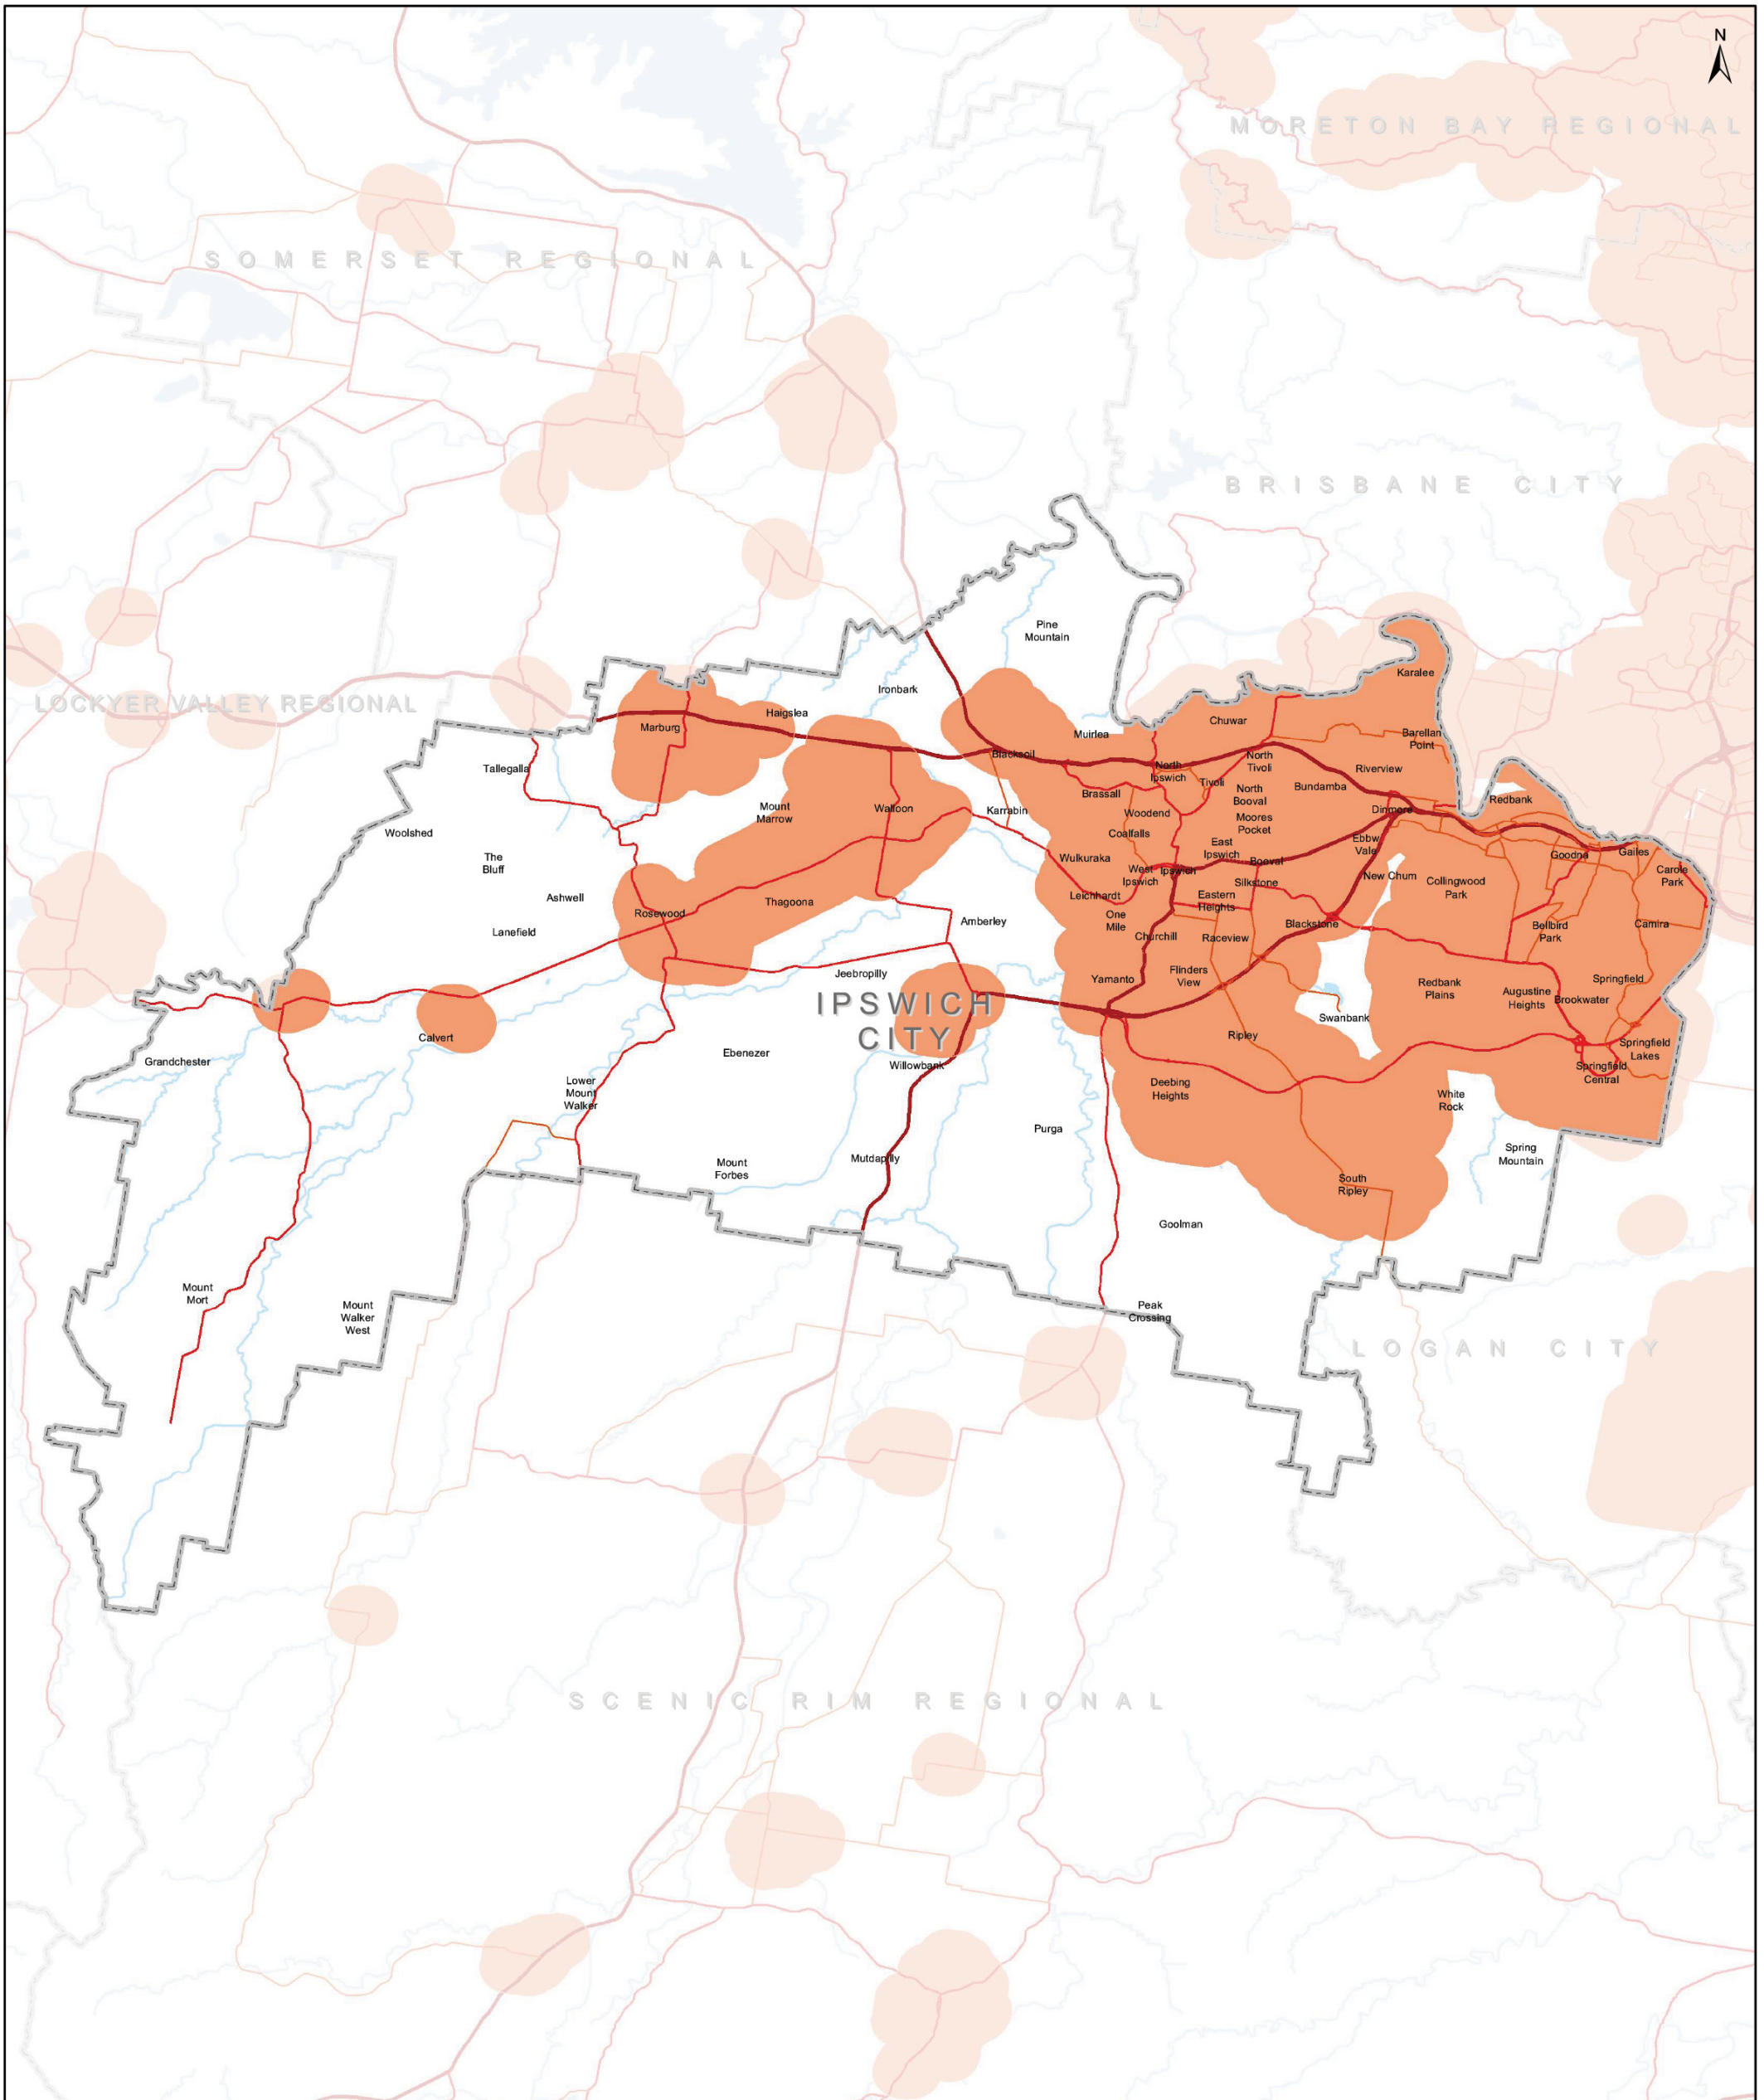 N
MORETON BAY REGIONAL
SOMERSET REGIONAL
BRISBANE CITY
LOCKYER VALLEY REGIONAL
Pine
Mountain
Karalee
Ironbark
Haigslea
Marburg
Chuwar
Muirlea
Barellan
Point
Blacksoil
Tallegalla
North
Ipswich
North
Tivoli
Riverview
Tivoli
Bundamba
Brassall
North
Booval
Redbank
Mount
Marrow
Walloon
Karrabin
Woodend
Dinmore
Moores
Pocket
Woolshed
Coalfalls
East
Ipswich
Ebbw
Vale
The
Bluff
Wulkuraka
Booval
Goodna
Gailes
West
Ipswich
Ipswich
Carole
Park
Silkstone
New Chum
Collingwood
Park
Ashwell
Leichhardt
Eastern
Heights
Thagoona
Rosewood
One
Mile
Amberley
Blackstone
Bellbird
Park
Camira
Lanefield
Churchill
Raceview
Jeebropilly
Yamanto
Flinders
View
Redbank
Plains
Springfield
Augustine
Heights
Brookwater
IPSWICH
CITY
Swanbank
Calvert
Ripley
Springfield
Lakes
Grandchester
Ebenezer
Willowbank
Springfield
Central
Lower
Mount
Walker
Deebing
Heights
White
Rock
Purga
Mount
Forbes
Mutdapilly
Spring
Mountain
South
Ripley
Goolman
Mount
Mort
Mount
Walker
West
Peak
Crossing
LOGAN CITY
SCENIC RIM REGIONAL